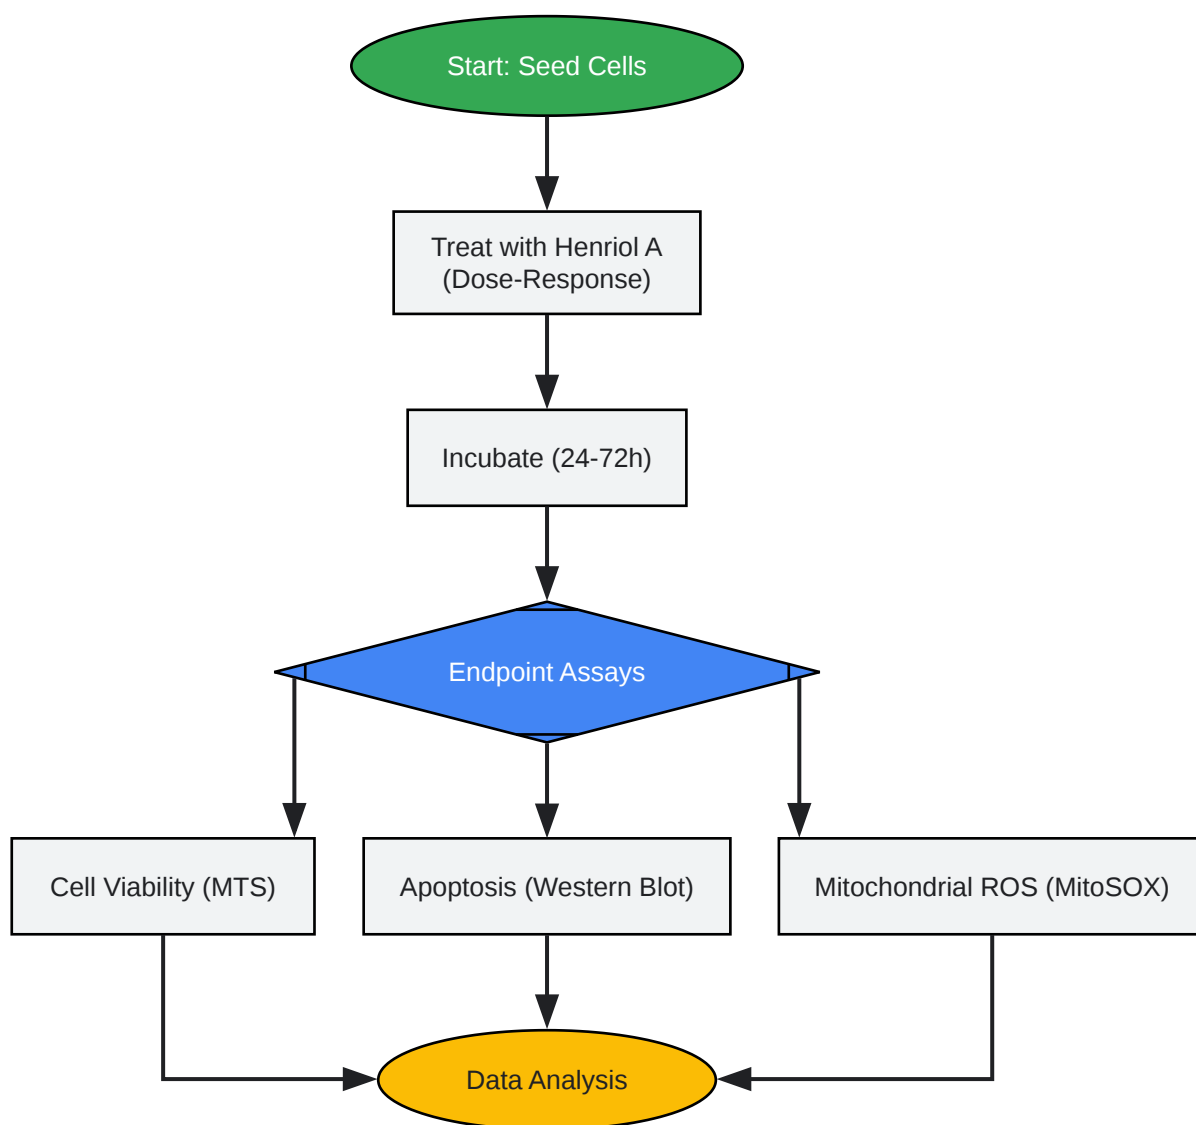 Start: Seed Cells
Treat with Henriol A
(Dose-Response)
Incubate (24-72h)
Endpoint Assays
Cell Viability (MTS)
Apoptosis (Western Blot)
Mitochondrial ROS (MitoSOX)
Data Analysis